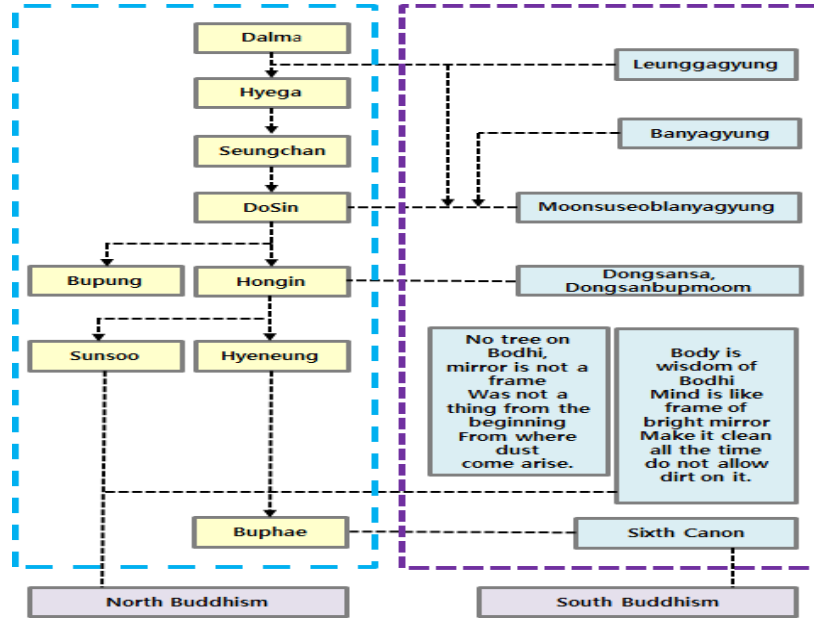 Dalma
Leunggagyung
Hyega
Banyagyung
Seungchan
DoSin
Moonsuseoblanyagyung
Bupung
Hongin
Dongsansa,
Dongsanbupmoom
Sunsoo
Hyeneung
No tree on
Bodhi,
mirror is not a
frame
Was not a
thing from the
beginning
From where
dust
come arise.
Body is
wisdom of
Bodhi
Mind is like
frame of
bright mirror
Make it clean
all the time
do not allow
dirt on it.
Buphae
Sixth Canon
North Buddhism
South Buddhism